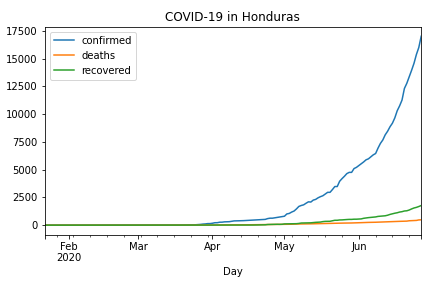 COVID-19 in Honduras
17500
15000
12500
10000
7500
5000
2500
0
confirmed
deaths
recovered
Feb Mar Apr May Jun
2020
Day